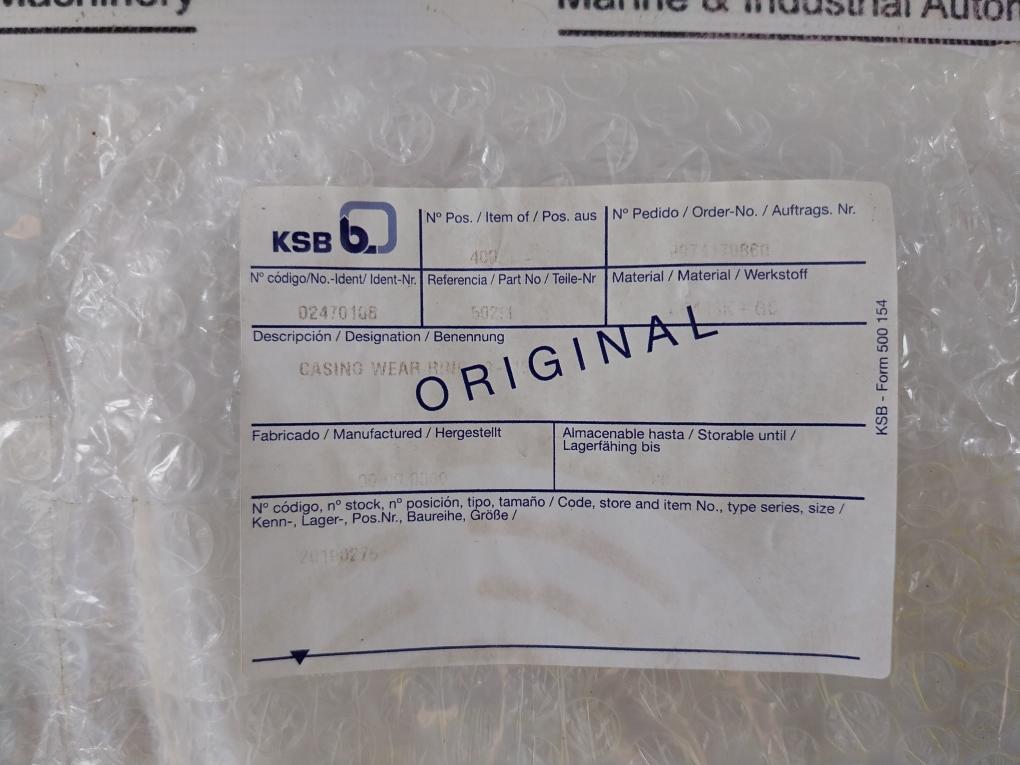 Machinery
Marine & Industrial Autom
KSB b.
Nº Pos. / Item of / Pos. aus
Nº Pedido / Order-No. / Auftrags. Nr.
400
Nº código/No.-Ident/ Ident-Nr.
Referencia / Part No / Teile-Nr
Material / Material / Werkstoff
02470108
Descripción / Designation / Benennung
CASING WEAR RING
ORIGINAL
Fabricado / Manufactured / Hergestellt
Almacenable hasta / Storable until /
Lagerfähing bis
Nº código, nº stock, nº posición, tipo, tamaño / Code, store and item No., type series, size /
Kenn-, Lager-, Pos.Nr., Baureihe, Größe /
KSB - Form 500 154